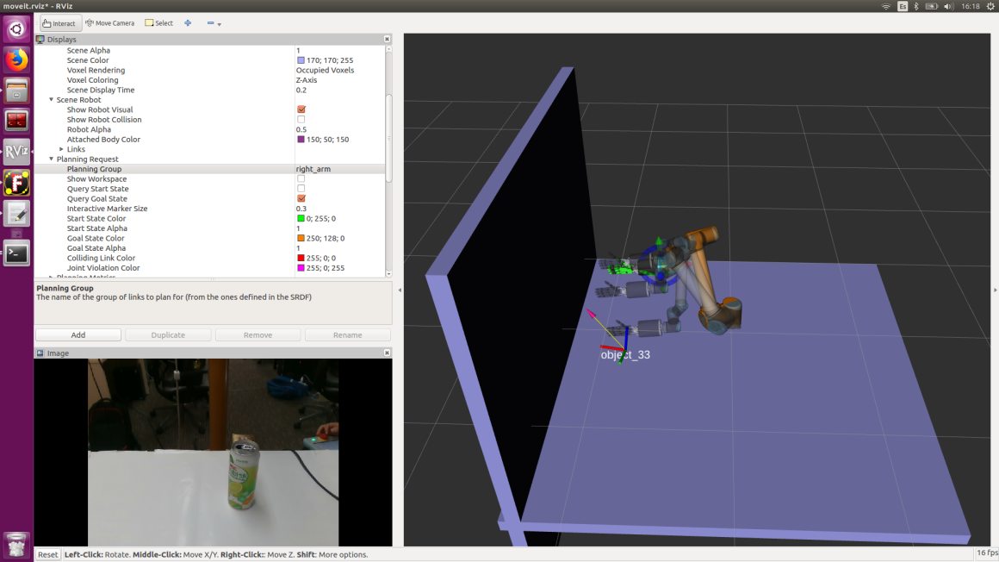 moveit.rviz* - RViz
Es
16:18
Interact
Move Camera
Select
Displays
Scene Alpha 1
Scene Color 170; 170; 255
Voxel Rendering Occupied Voxels
Voxel Coloring Z-Axis
Scene Display Time 0.2
Scene Robot
Show Robot Visual
Show Robot Collision
Robot Alpha 0.5
Attached Body Color 150; 50; 150
Links
Planning Request
Planning Group right_arm
Show Workspace
Query Start State
Query Goal State
Interactive Marker Size 0.3
Start State Color 0; 255; 0
Start State Alpha 1
Goal State Color 250; 128; 0
Goal State Alpha 1
Colliding Link Color 255; 0; 0
Joint Violation Color 255; 0; 255
Planning Metrics
Planning Group
The name of the group of links to plan for (from the ones defined in the SRDF)
Add Duplicate Remove Rename
Image
RViz
F
object_33
Reset Left-Click: Rotate. Middle-Click: Move X/Y. Right-Click:: Move Z. Shift: More options.
16 fps